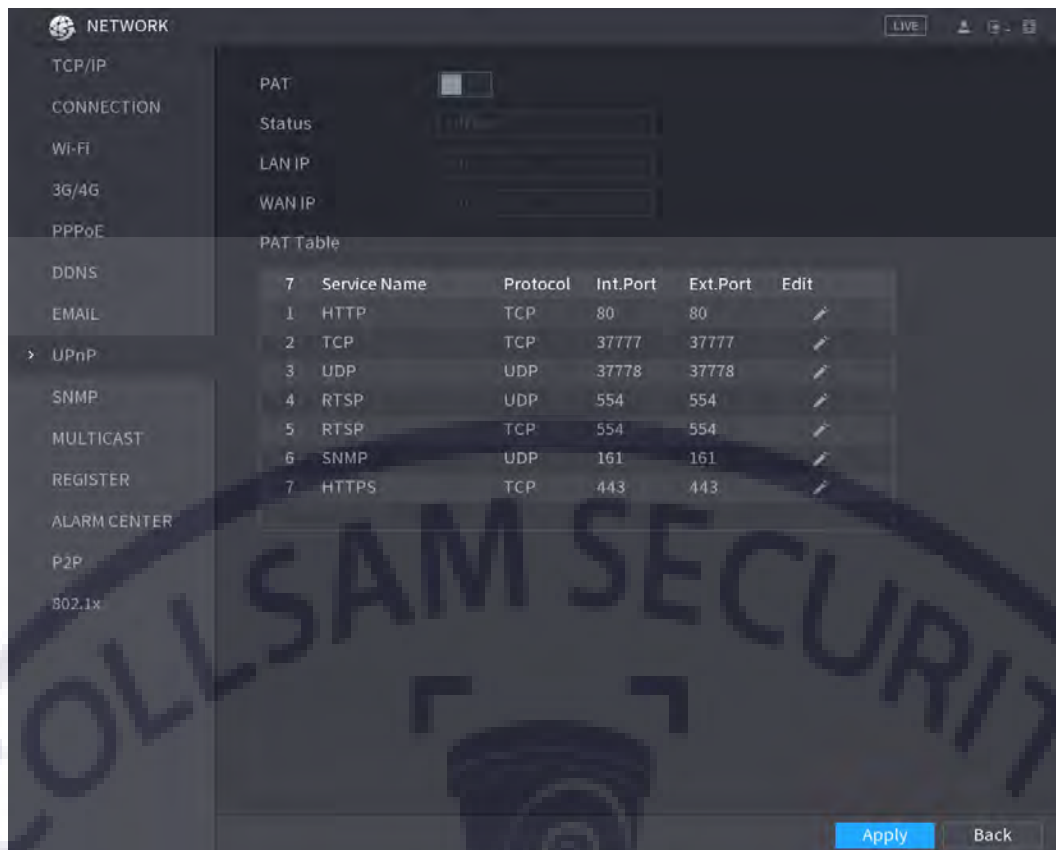 NETWORK
LIVE
TCP/IP
CONNECTION
Wi-Fi
3G/4G
PPPoE
DDNS
EMAIL
UPnP
SNMP
MULTICAST
REGISTER
ALARM CENTER
P2P
802.1x
PAT
Status
LAN IP
WAN IP
PAT Table
7 Service Name Protocol Int.Port Ext.Port Edit
1 HTTP TCP 80 80
2 TCP TCP 37777 37777
3 UDP UDP 37778 37778
4 RTSP UDP 554 554
5 RTSP TCP 554 554
6 SNMP UDP 161 161
7 HTTPS TCP 443 443
Apply Back